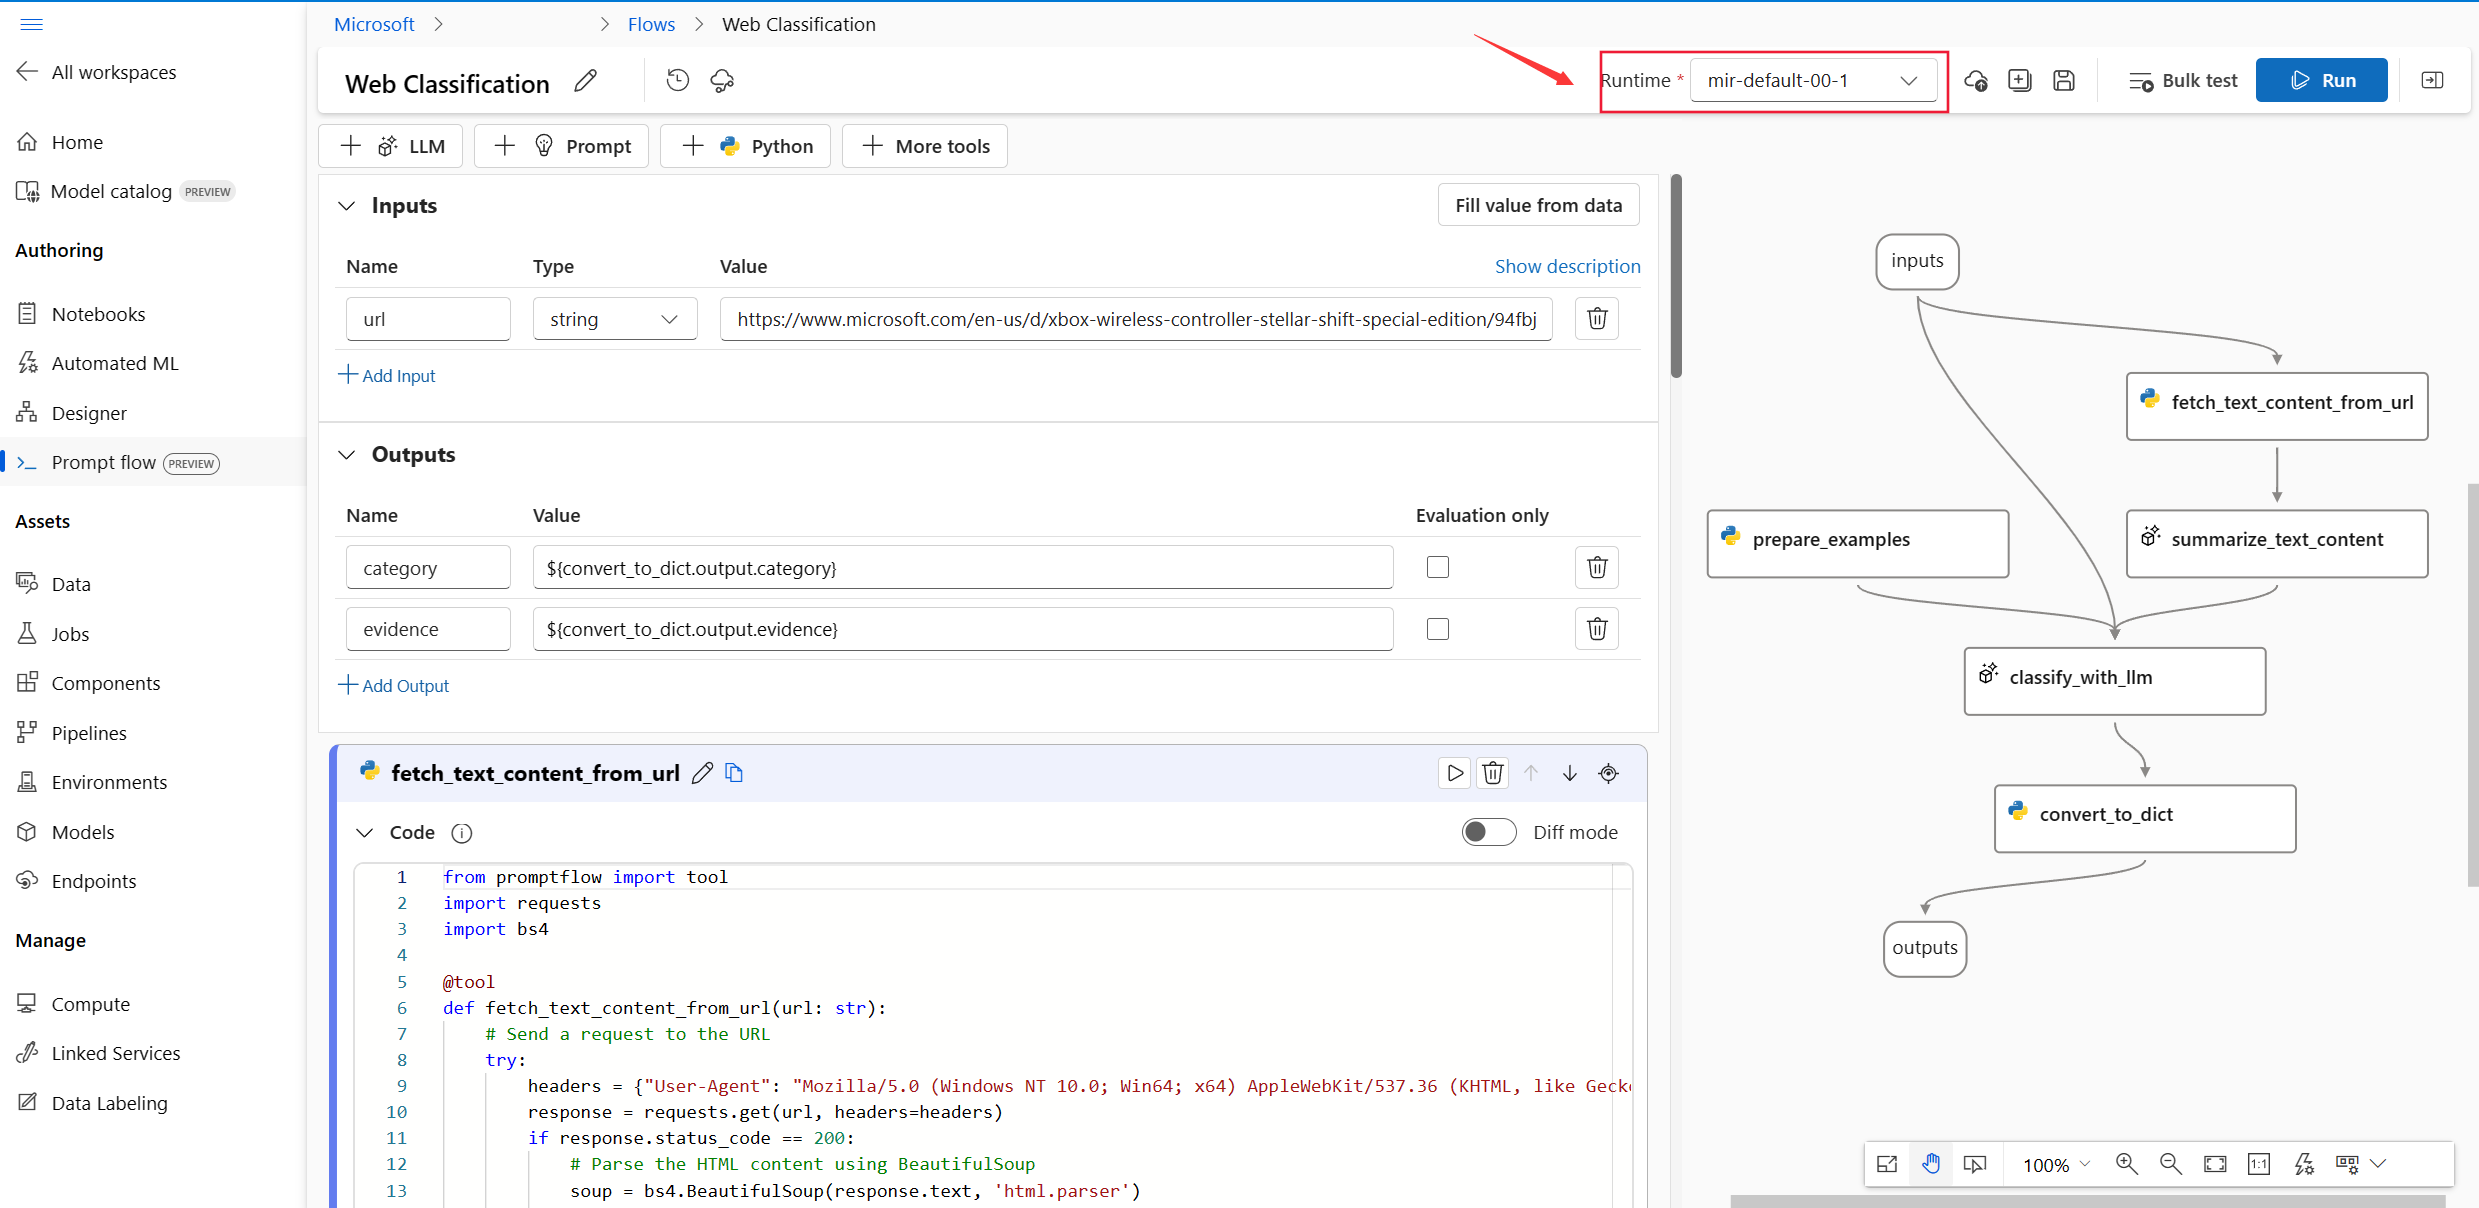 Microsoft > > Flows > Web Classification
All workspaces
Home
Model catalog PREVIEW
Authoring
Notebooks
Automated ML
Designer
Prompt flow PREVIEW
Assets
Data
Jobs
Components
Pipelines
Environments
Models
Endpoints
Manage
Compute
Linked Services
Data Labeling
Web Classification
Runtime * mir-default-00-1
Bulk test
Run
+ LLM + Prompt + Python + More tools
Inputs
Fill value from data
Name Type Value Show description
url string https://www.microsoft.com/en-us/d/xbox-wireless-controller-stellar-shift-special-edition/94fbj
+ Add Input
Outputs
Name Value Evaluation only
category ${convert_to_dict.output.category}
evidence ${convert_to_dict.output.evidence}
+ Add Output
fetch_text_content_from_url
Code Diff mode
1 from promptflow import tool
2 import requests
3 import bs4
4
5 @tool
6 def fetch_text_content_from_url(url: str):
7 # Send a request to the URL
8 try:
9 headers = {"User-Agent": "Mozilla/5.0 (Windows NT 10.0; Win64; x64) AppleWebKit/537.36 (KHTML, like Geck
10 response = requests.get(url, headers=headers)
11 if response.status_code == 200:
12 # Parse the HTML content using BeautifulSoup
13 soup = bs4.BeautifulSoup(response.text, 'html.parser')
inputs
fetch_text_content_from_url
prepare_examples
summarize_text_content
classify_with_llm
convert_to_dict
outputs
100%
1:1